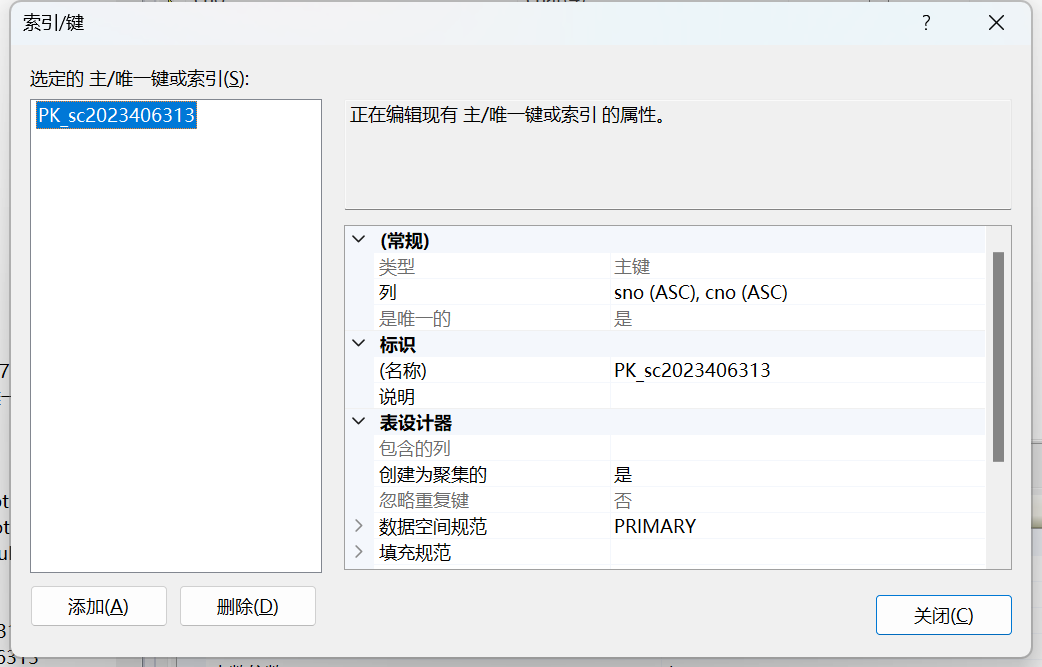 索引/键
?
选定的 主/唯一键或索引(S):
PK_sc2023406313
正在编辑现有 主/唯一键或索引 的属性。
(常规)
类型 主键
列 sno (ASC), cno (ASC)
是唯一的 是
标识
(名称) PK_sc2023406313
说明
表设计器
包含的列
创建为聚集的 是
忽略重复键 否
数据空间规范 PRIMARY
填充规范
添加(A)
删除(D)
关闭(C)